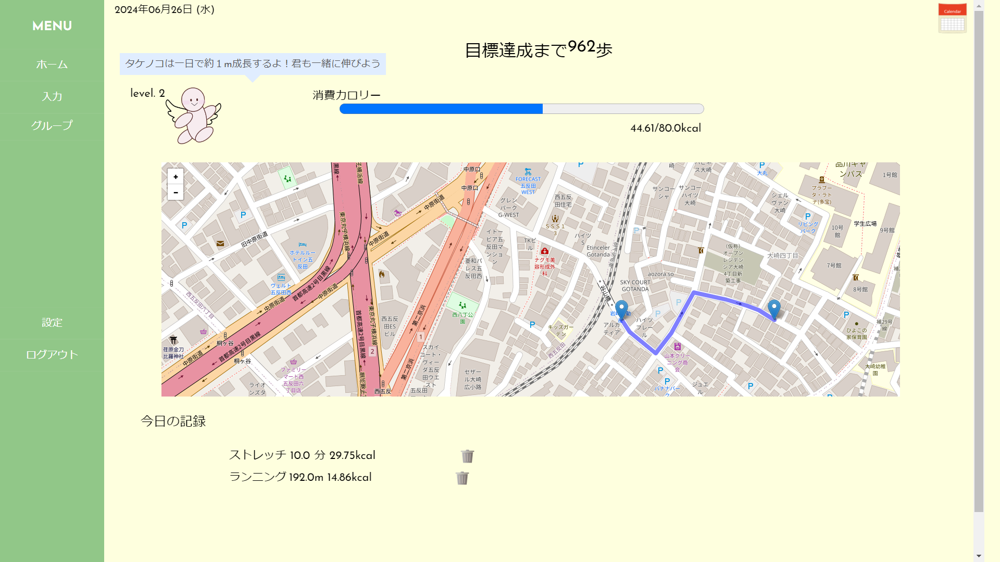 2024年06月26日 (水)
Calendar
MENU
ホーム
入力
グループ
設定
ログアウト
目標達成まで962歩
タケノコは一日で約1m成長するよ!君も一緒に伸びよう
level. 2
消費カロリー
44.61/80.0kcal
+
-
中原口
中原口
FORECAST
五反田
WEST
グレン
パーク
G-WEST
西五反
田住宅
サンコー
シャ
サンコー
ハイツ
大崎
大丸
品川キャ
ンパス
1号館
プラブー
タ・ラト
ナ(多宝)
シェル
ヴァン
大崎
リビング
パーク
学生広場
10号
館
9号館
中原街道
中原街道
旧中原街道
東京丸子横浜線
ホテルルー
トイン五
反田
ヴェルト
五反田西
首都高速2号目黒線
中原街道
中原街道
西五反田八丁目
イトー
ピア五
反田マ
ンショ
ン
TKビ
ル
SSS1
3
ハイツ
S
Etinceler
Gotanda
ナグモ美
容形成外
科
菱和パ
レス五
反田西
(仮称)
オープン
レジデン
シア大崎
4丁目新
築工事
大崎四丁目
7号館
8号館
aozora.so
SKY COURT
GOTANDA
谷山橋
西八丁公
園
第二京浜
1
西五反
田ES
ビル
東京丸子横浜線
首都高速2号目黒線
2
キッズガー
デン
アルカ
ティア
ハイツ
プレー
ル
山本クリー
ニング商
会
ひよこの
家保育園
補29号
線
大崎幼稚
園
荏原金刀
比羅神社
中原街道
首都高速2号目黒線
桐ヶ谷
桐ヶ谷
ファミリー
マート西
五反田六
丁目店
ライオ
ンズタ
西五反
第二京浜
スカイ
コート・
ヴィー
ダ五反
田ウエ
スト
五反田
セザー
ル大崎
広小路
西五反田
バナナパー
ク
ジュエ
ル
今日の記録
ストレッチ 10.0 分 29.75kcal
ランニング 192.0m 14.86kcal